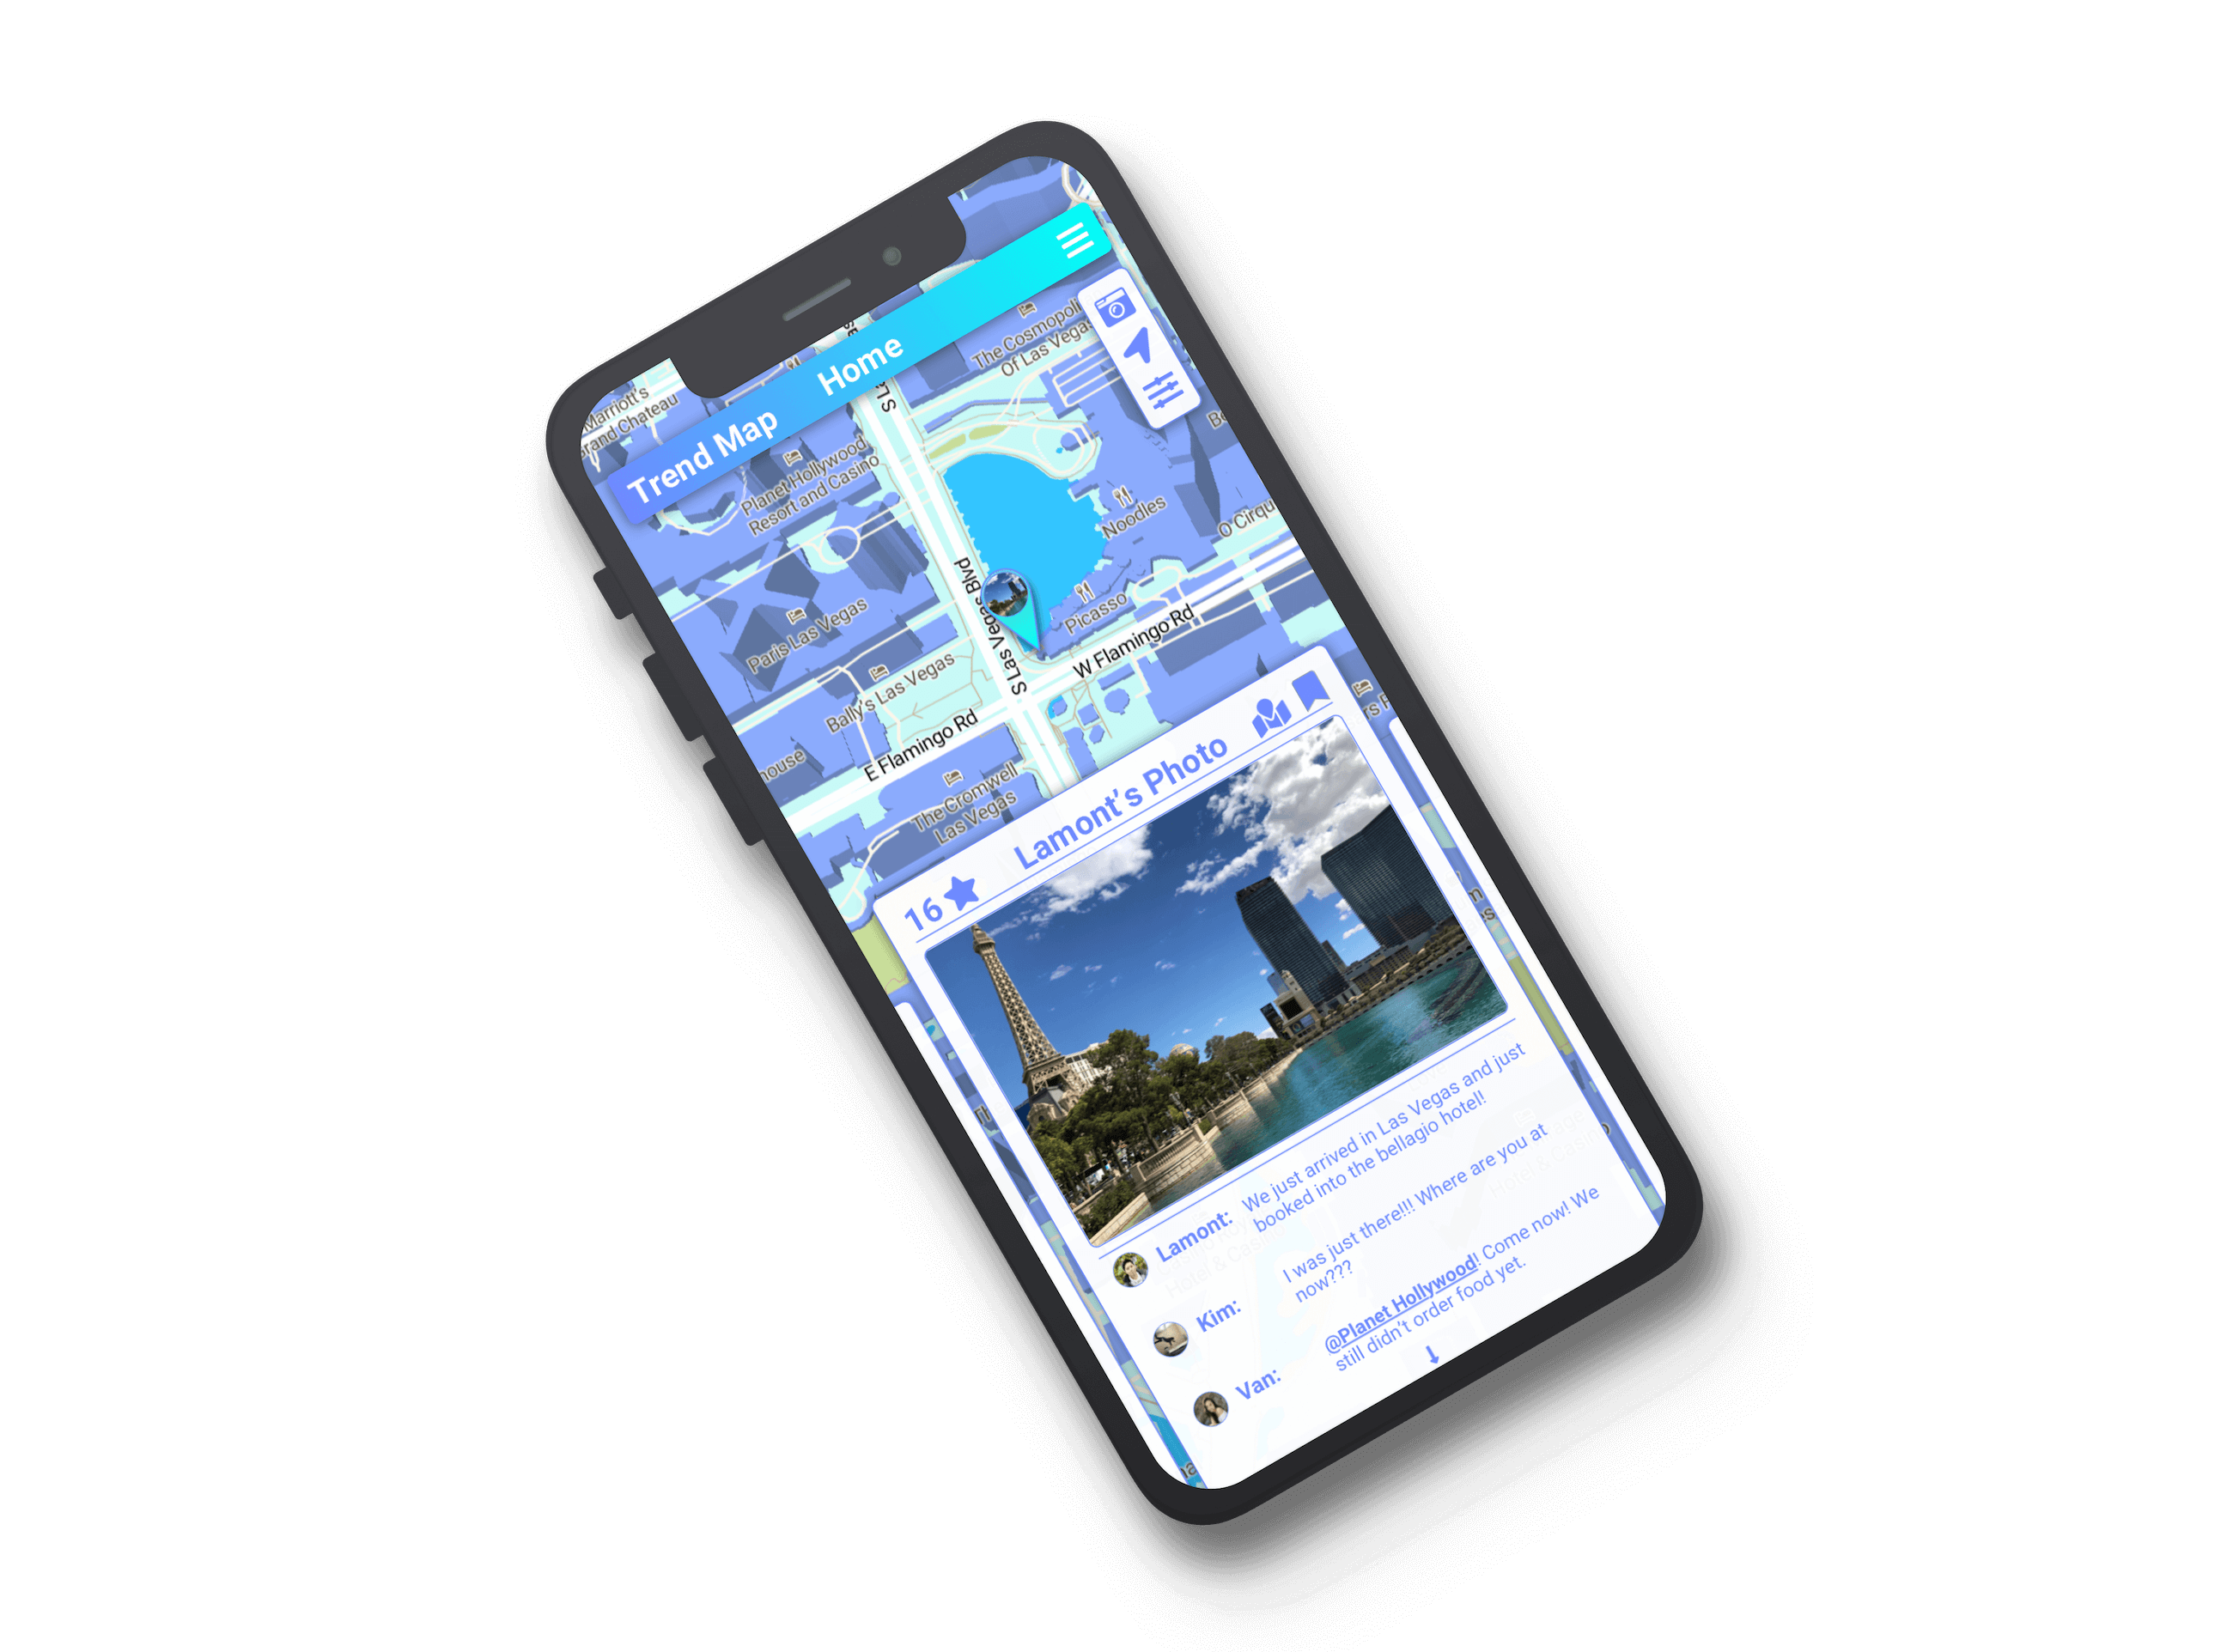 Trend Map
Home
Marriott's
Grand Chateau
Planet Hollywood
Resort and Casino
The Cosmopoli
Of Las Vegas
S L
Noodles
O Cirqu
S Las Vegas Blvd
Picasso
W Flamingo Rd
Paris Las Vegas
Bally's Las Vegas
E Flamingo Rd
The Cromwell
Las Vegas
16
Lamont's Photo
Lamont:
We just arrived in Las Vegas and just
booked into the bellagio hotel!
Kim:
I was just there!!! Where are you at
now???
Van:
@Planet Hollywood! Come now! We
still didn't order food yet.